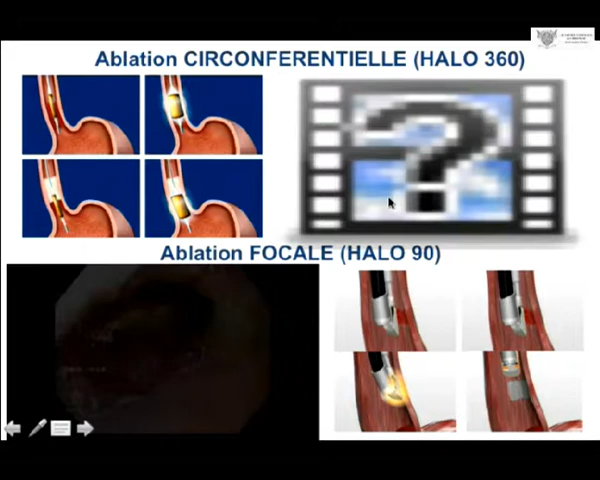 Ablation CIRCONFERENTIELLE (HALO 360)
Ablation FOCALE (HALO 90)